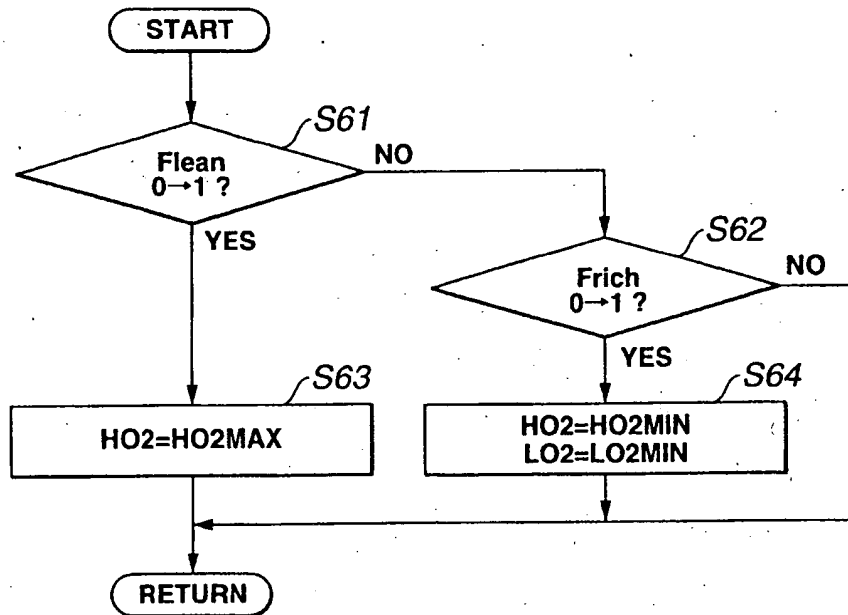 START
S61
Flean
0→1 ?
NO
YES
S62
Frich
0→1 ?
NO
YES
S63
HO2=HO2MAX
S64
HO2=HO2MIN
LO2=LO2MIN
RETURN